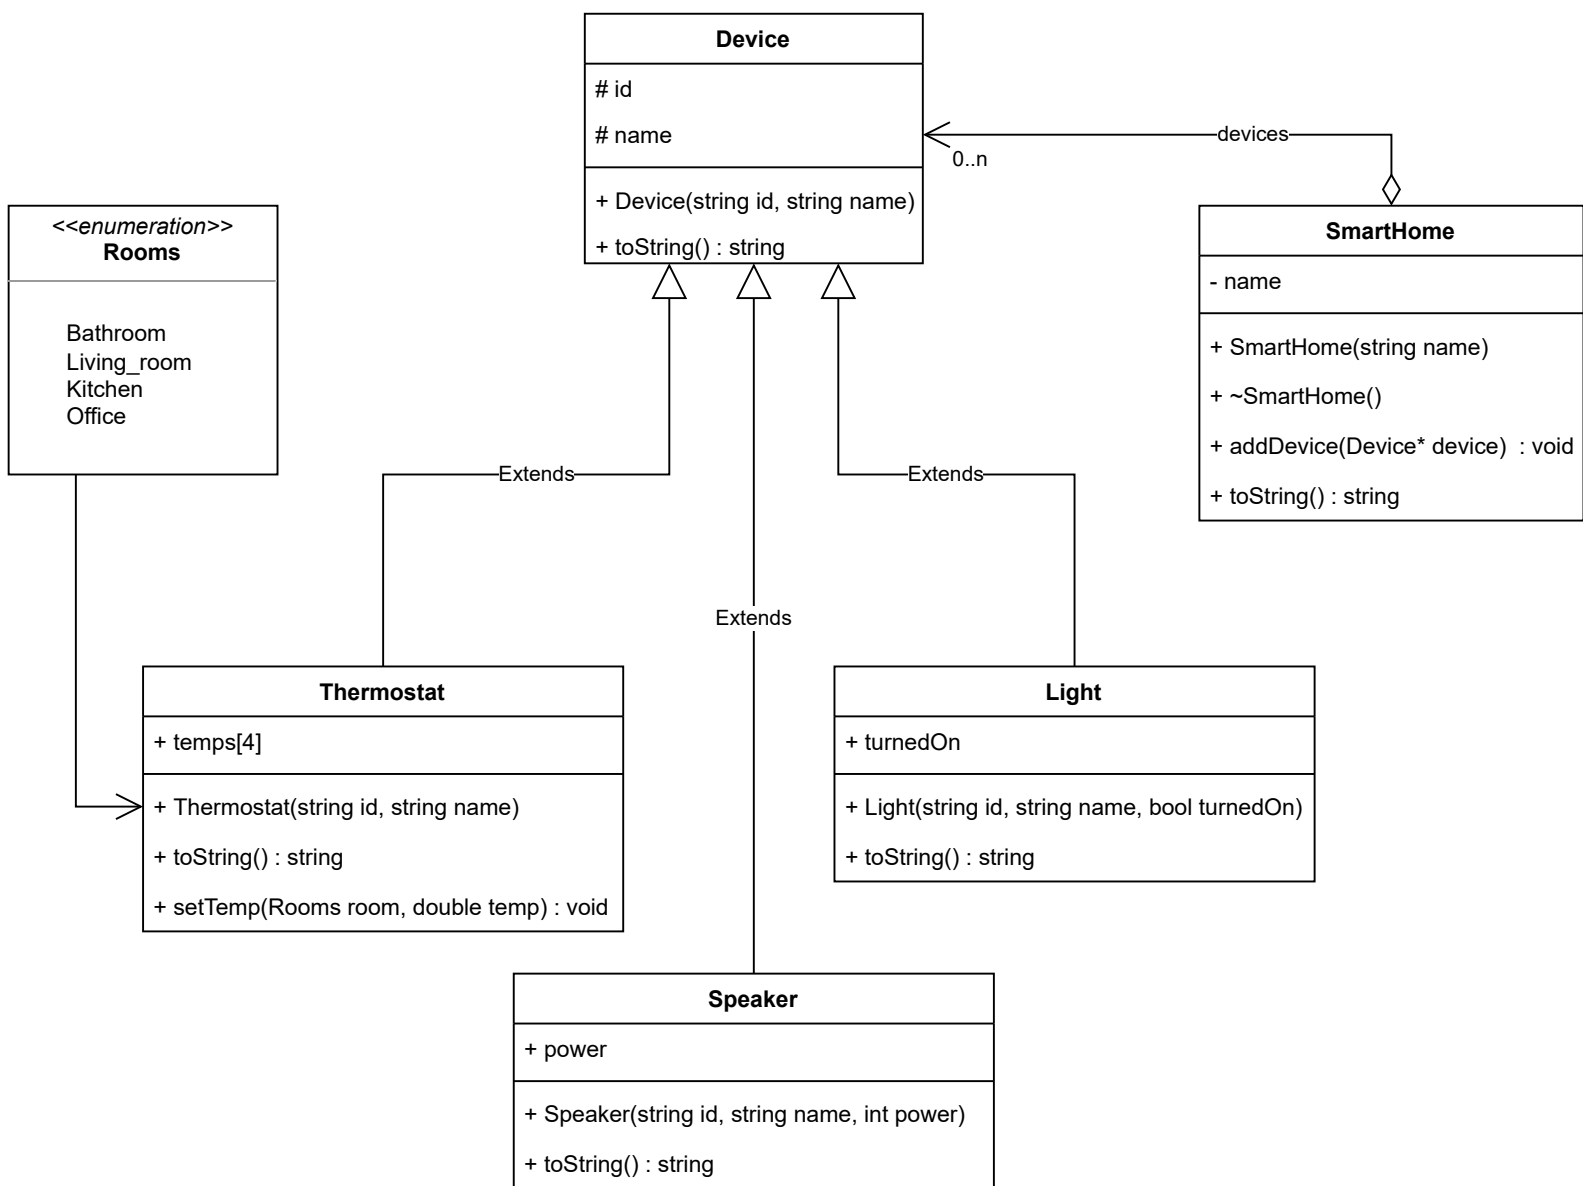 Device
# id
# name
+ Device(string id, string name)
+ toString() : string
devices
0..n
<<enumeration>>
Rooms
Bathroom
Living_room
Kitchen
Office
SmartHome
- name
+ SmartHome(string name)
+ ~SmartHome()
+ addDevice(Device* device)  : void
+ toString() : string
Extends
Extends
Extends
Thermostat
+ temps[4]
+ Thermostat(string id, string name)
+ toString() : string
+ setTemp(Rooms room, double temp) : void
Light
+ turnedOn
+ Light(string id, string name, bool turnedOn)
+ toString() : string
Speaker
+ power
+ Speaker(string id, string name, int power)
+ toString() : string